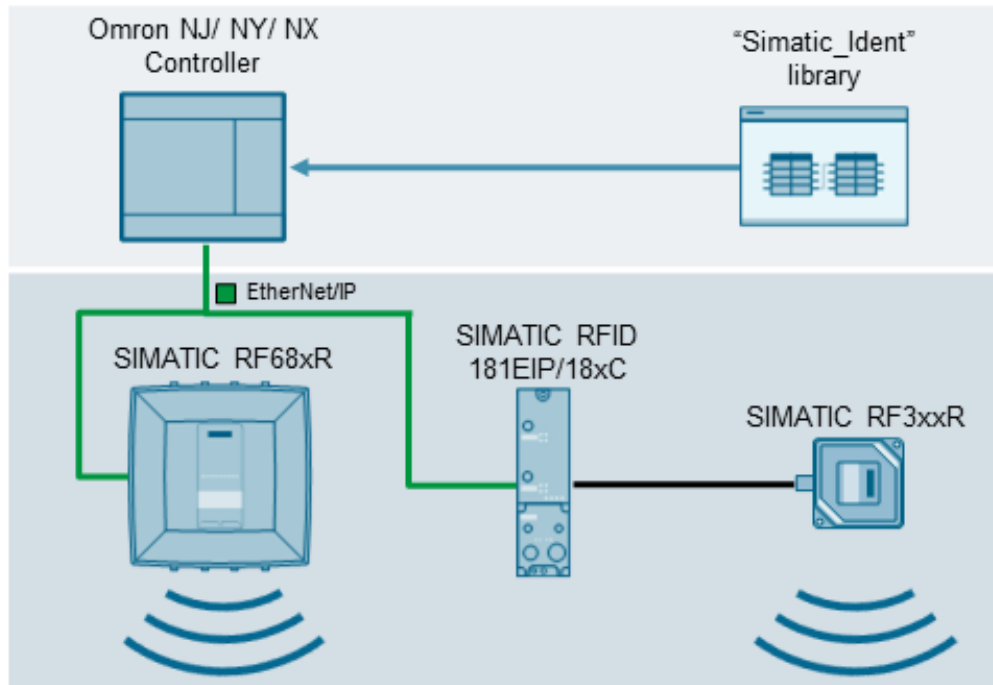 Omron NJ/ NY/ NX
Controller
“Simatic_Ident”
library
EtherNet/IP
SIMATIC RF68xR
SIMATIC RFID
181EIP/18xC
SIMATIC RF3xxR